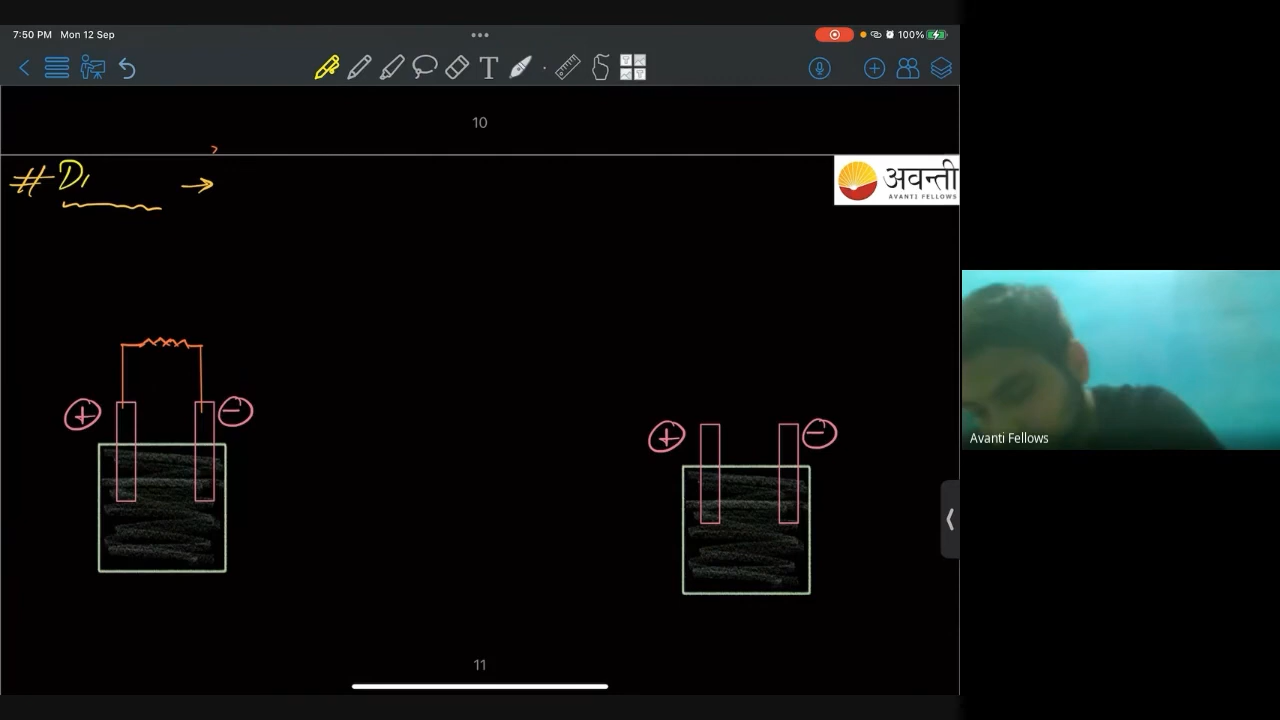 7:50 PM Mon 12 Sep
100%
T
10
# Di →
अवन्ती
AVANTI FELLOWS
+ −
+ −
Avanti Fellows
11